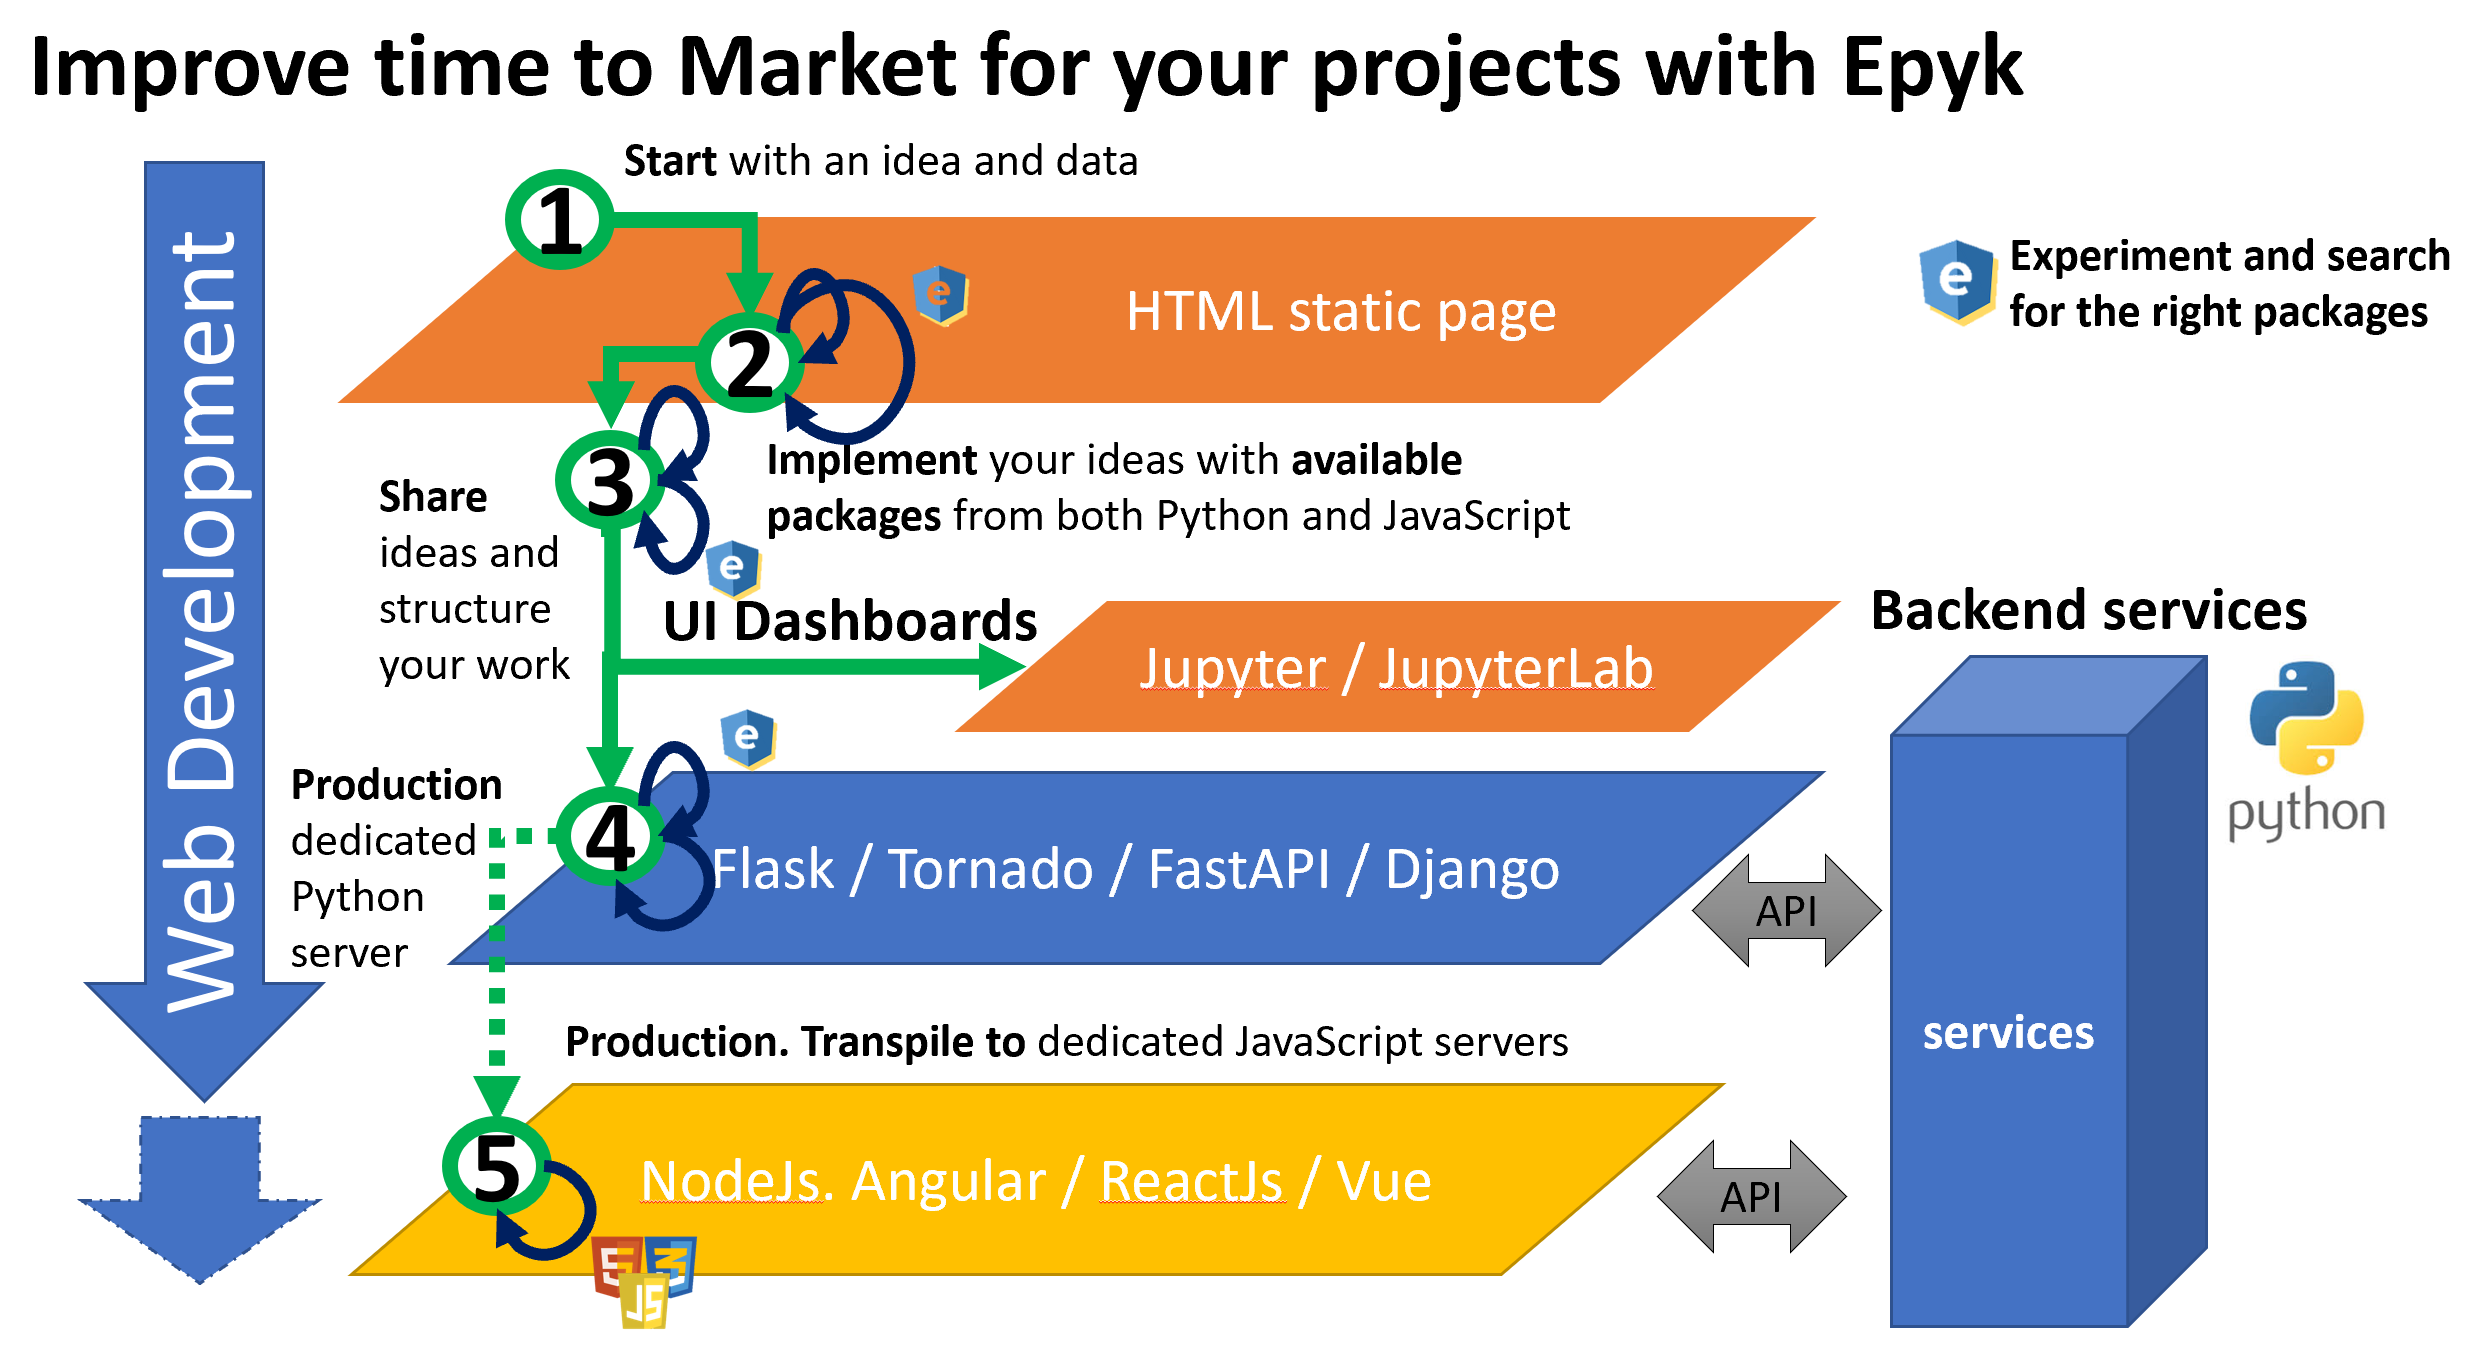 Improve time to Market for your projects with Epyk
Start with an idea and data
1
HTML static page
e
e
Experiment and search
for the right packages
2
Web Development
3
Implement your ideas with available
packages from both Python and JavaScript
Share
ideas and
structure
your work
e
UI Dashboards
Jupyter / JupyterLab
Backend services
python
e
Production
dedicated
Python
server
4
Flask / Tornado / FastAPI / Django
API
services
Production. Transpile to dedicated JavaScript servers
5
NodeJs. Angular / ReactJs / Vue
API
5
3
JS